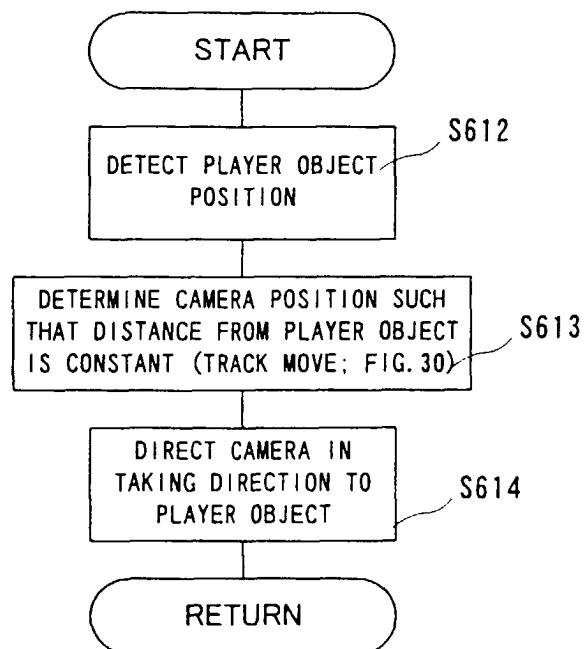 START
DETECT PLAYER OBJECT
POSITION
S612
DETERMINE CAMERA POSITION SUCH
THAT DISTANCE FROM PLAYER OBJECT
IS CONSTANT (TRACK MOVE; FIG. 30)
S613
DIRECT CAMERA IN
TAKING DIRECTION TO
PLAYER OBJECT
S614
RETURN